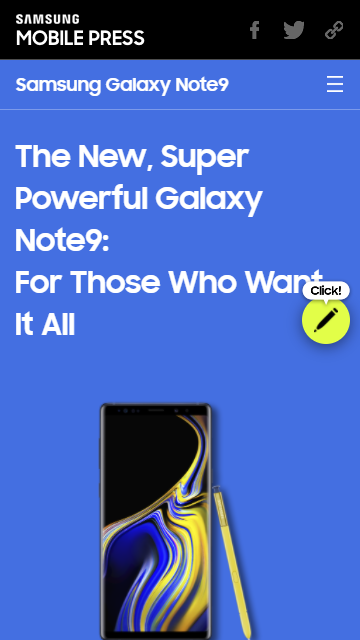 SAMSUNG
MOBILE PRESS
Samsung Galaxy Note9
The New, Super
Powerful Galaxy
Note9:
For Those Who Want
It All
Click!